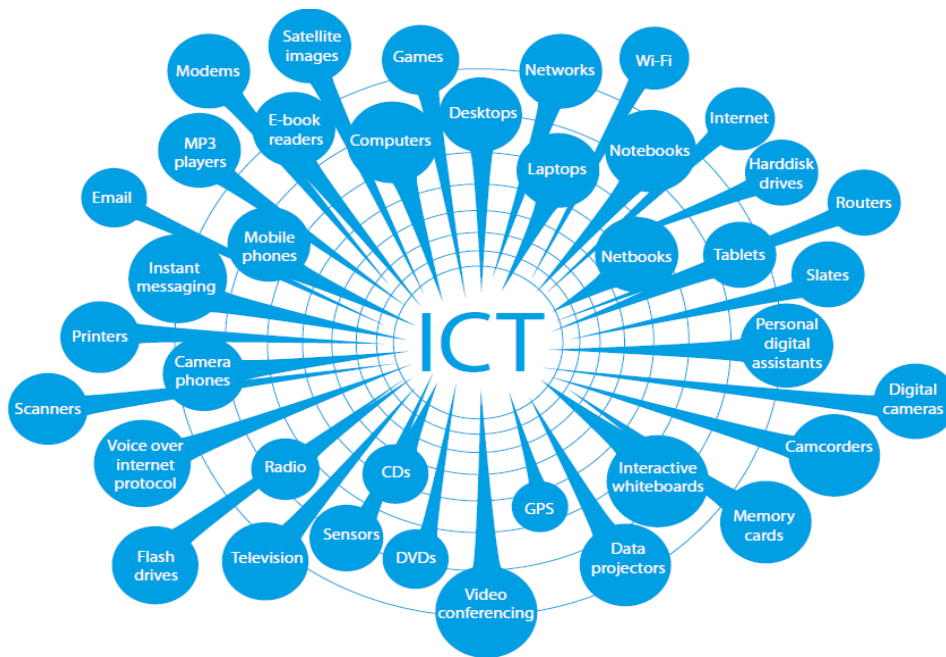 Satellite
images
Games
Networks
Wi-Fi
Modems
E-book
readers
Computers
Desktops
Laptops
Notebooks
Internet
MP3
players
Harddisk
drives
Email
Mobile
phones
Netbooks
Tablets
Routers
Instant
messaging
Slates
Printers
ICT
Personal
digital
assistants
Camera
phones
Scanners
Digital
cameras
Voice over
internet
protocol
Radio
CDs
Interactive
whiteboards
Camcorders
GPS
Memory
cards
Flash
drives
Television
Sensors
DVDs
Video
conferencing
Data
projectors